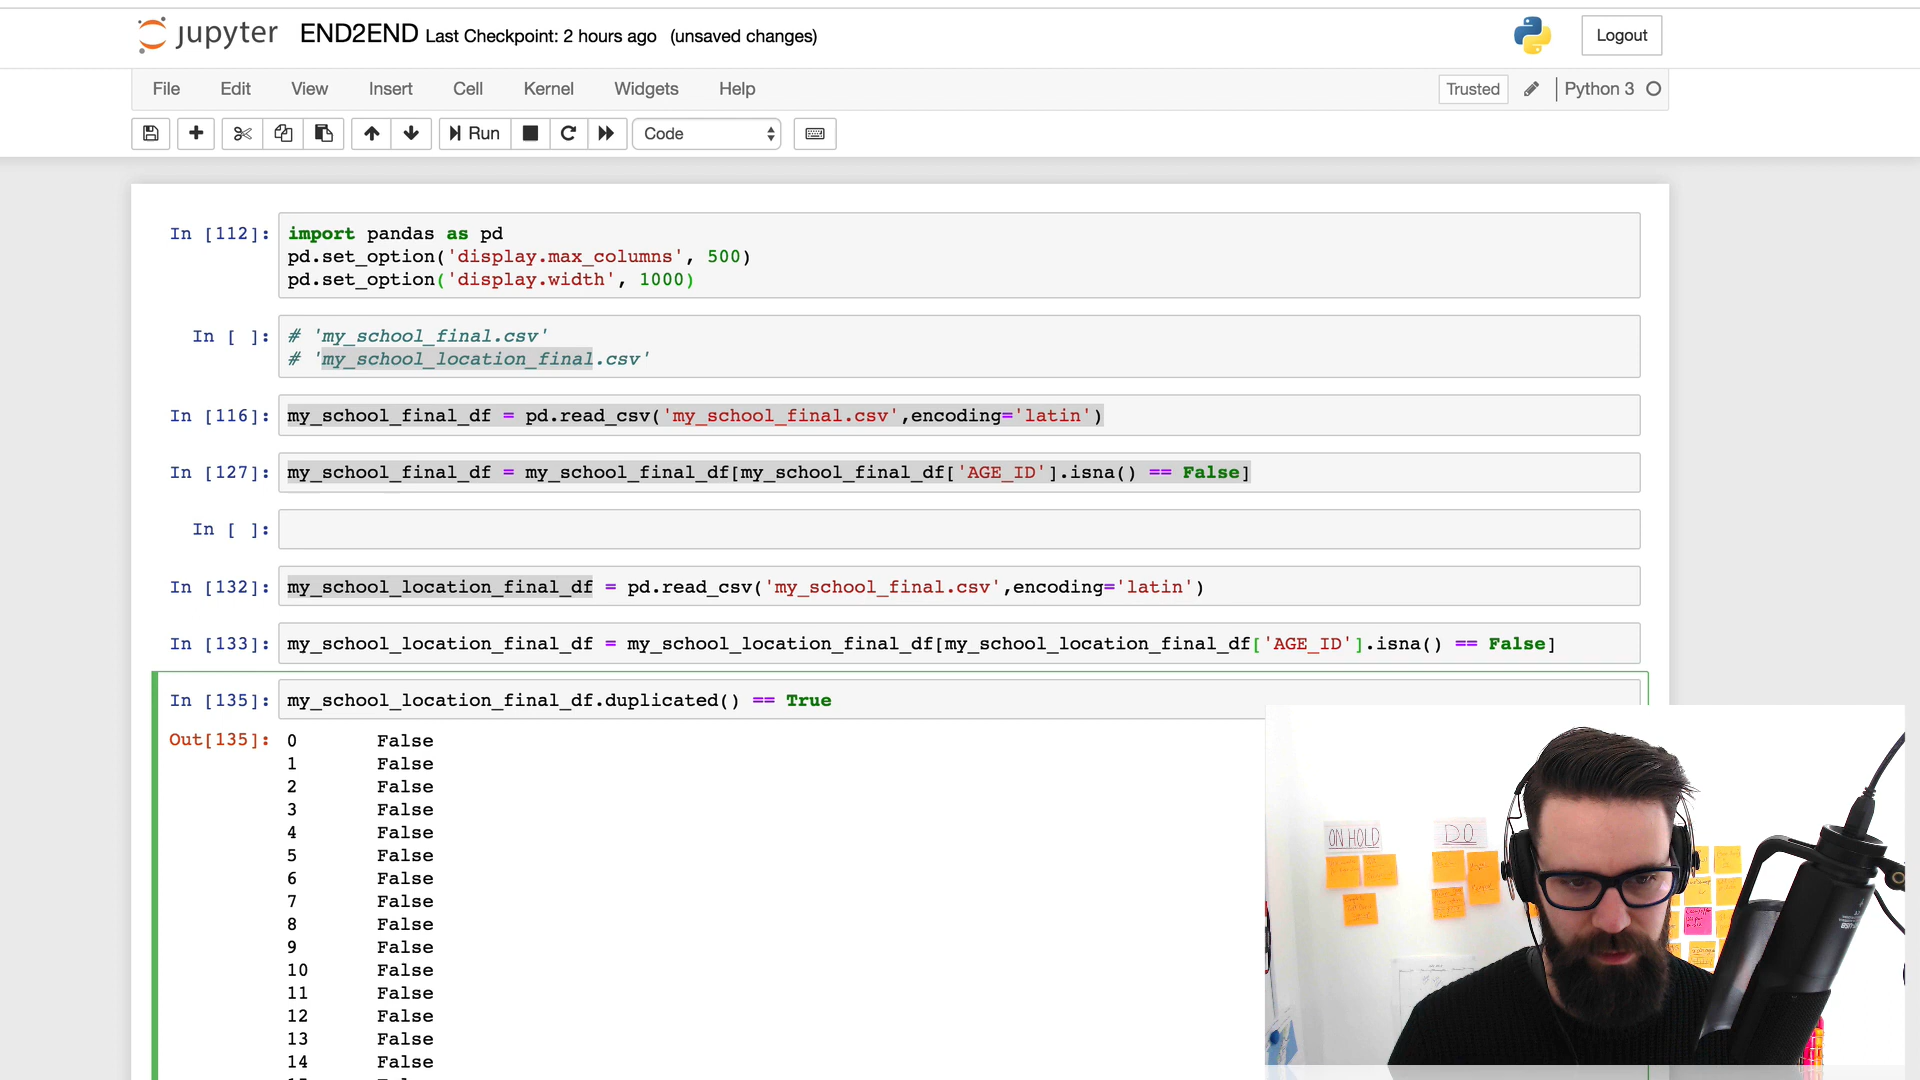 jupyter END2END Last Checkpoint: 2 hours ago (unsaved changes)
Logout
File Edit View Insert Cell Kernel Widgets Help
Trusted Python 3
Run Code
In [112]: import pandas as pd
pd.set_option('display.max_columns', 500)
pd.set_option('display.width', 1000)
In [ ]: # 'my_school_final.csv'
# 'my_school_location_final.csv'
In [116]: my_school_final_df = pd.read_csv('my_school_final.csv',encoding='latin')
In [127]: my_school_final_df = my_school_final_df[my_school_final_df['AGE_ID'].isna() == False]
In [ ]:
In [132]: my_school_location_final_df = pd.read_csv('my_school_final.csv',encoding='latin')
In [133]: my_school_location_final_df = my_school_location_final_df[my_school_location_final_df['AGE_ID'].isna() == False]
In [135]: my_school_location_final_df.duplicated() == True
Out[135]: 0 False
1 False
2 False
3 False
4 False
5 False
6 False
7 False
8 False
9 False
10 False
11 False
12 False
13 False
14 False
ON HOLD
DO